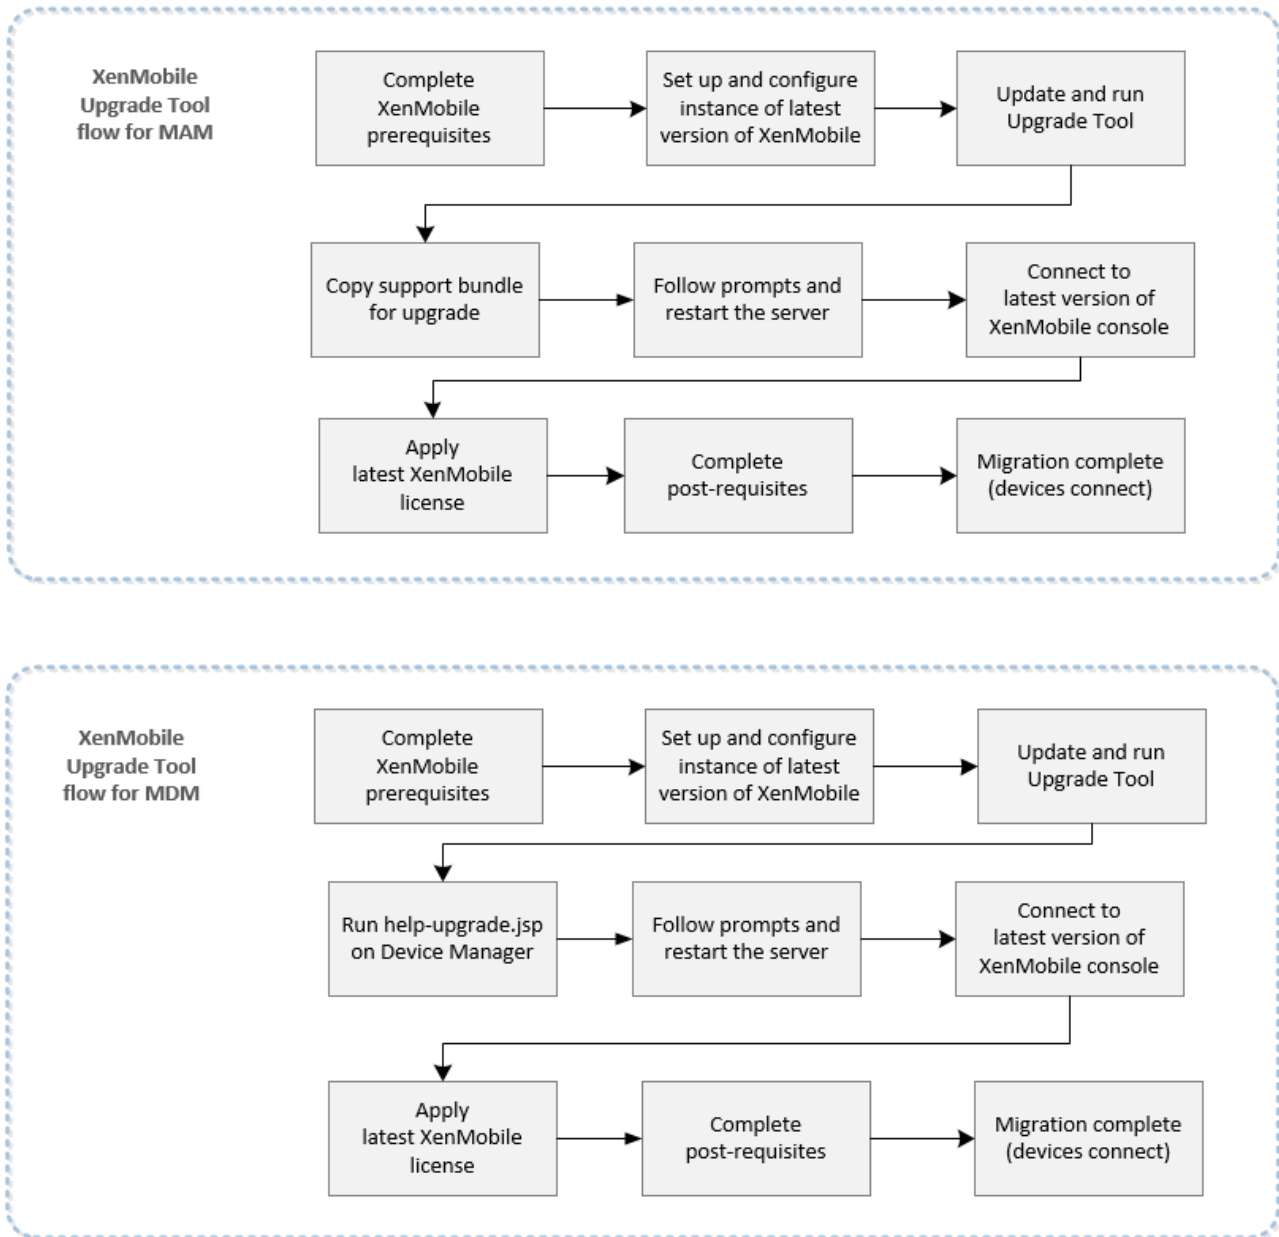 XenMobile
Upgrade Tool
flow for MAM
Complete
XenMobile
prerequisites
Set up and configure
instance of latest
version of XenMobile
Update and run
Upgrade Tool
Copy support bundle
for upgrade
Follow prompts and
restart the server
Connect to
latest version of
XenMobile console
Apply
latest XenMobile
license
Complete
post-requisites
Migration complete
(devices connect)
XenMobile
Upgrade Tool
flow for MDM
Complete
XenMobile
prerequisites
Set up and configure
instance of latest
version of XenMobile
Update and run
Upgrade Tool
Run help-upgrade.jsp
on Device Manager
Follow prompts and
restart the server
Connect to
latest version of
XenMobile console
Apply
latest XenMobile
license
Complete
post-requisites
Migration complete
(devices connect)